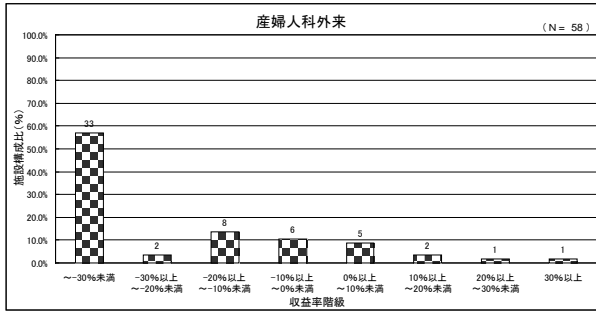 産婦人科外来
（N= 58）
施設構成比（%）
100.0%
90.0%
80.0%
70.0%
60.0%
50.0%
40.0%
30.0%
20.0%
10.0%
0.0%
33
2
8
6
5
2
1
1
～-30%未満
-30%以上
～-20%未満
-20%以上
～-10%未満
-10%以上
～0%未満
0%以上
～10%未満
10%以上
～20%未満
20%以上
～30%未満
30%以上
収益率階級